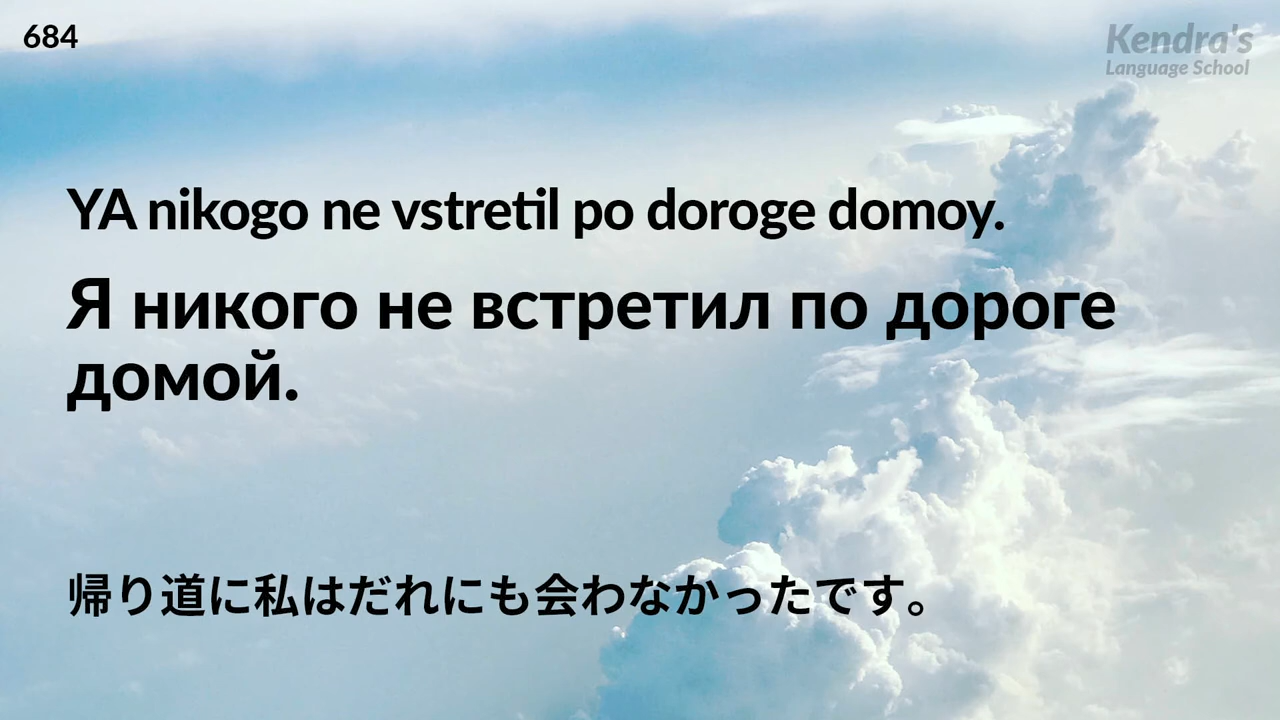 684
Kendra's
Language School
YA nikogo ne vstretil po doroge domoy.
Я никого не встретил по дороге
домой.
帰り道に私はだれにも会わなかったです。